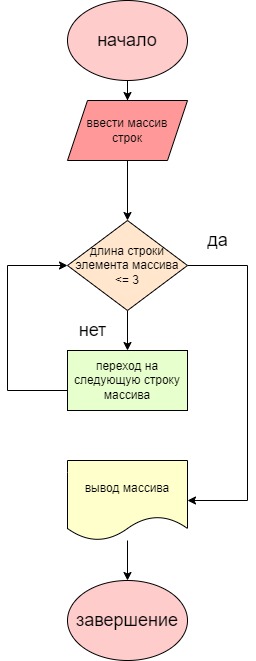 начало
ввести массив
строк
длина строки
элемента массива
<= 3
да
нет
переход на
следующую строку
массива
вывод массива
завершение